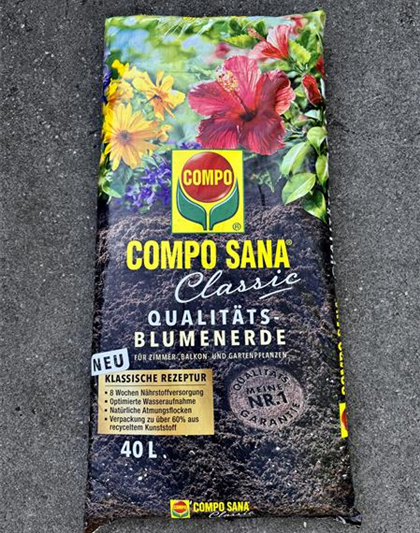 COMPO
®
COMPO SANA®
Classic
QUALITÄTS-
BLUMENERDE
FÜR ZIMMER-, BALKON- UND GARTENPFLANZEN
NEU
KLASSISCHE REZEPTUR
• 8 Wochen Nährstoffversorgung
• Optimierte Wasseraufnahme
• Natürliche Atmungsflocken
• Verpackung zu über 60% aus
recyceltem Kunststoff
QUALITÄTS
MEINE
NR.1
GARANTIE
40 L
COMPO
COMPO SANA®
Classic